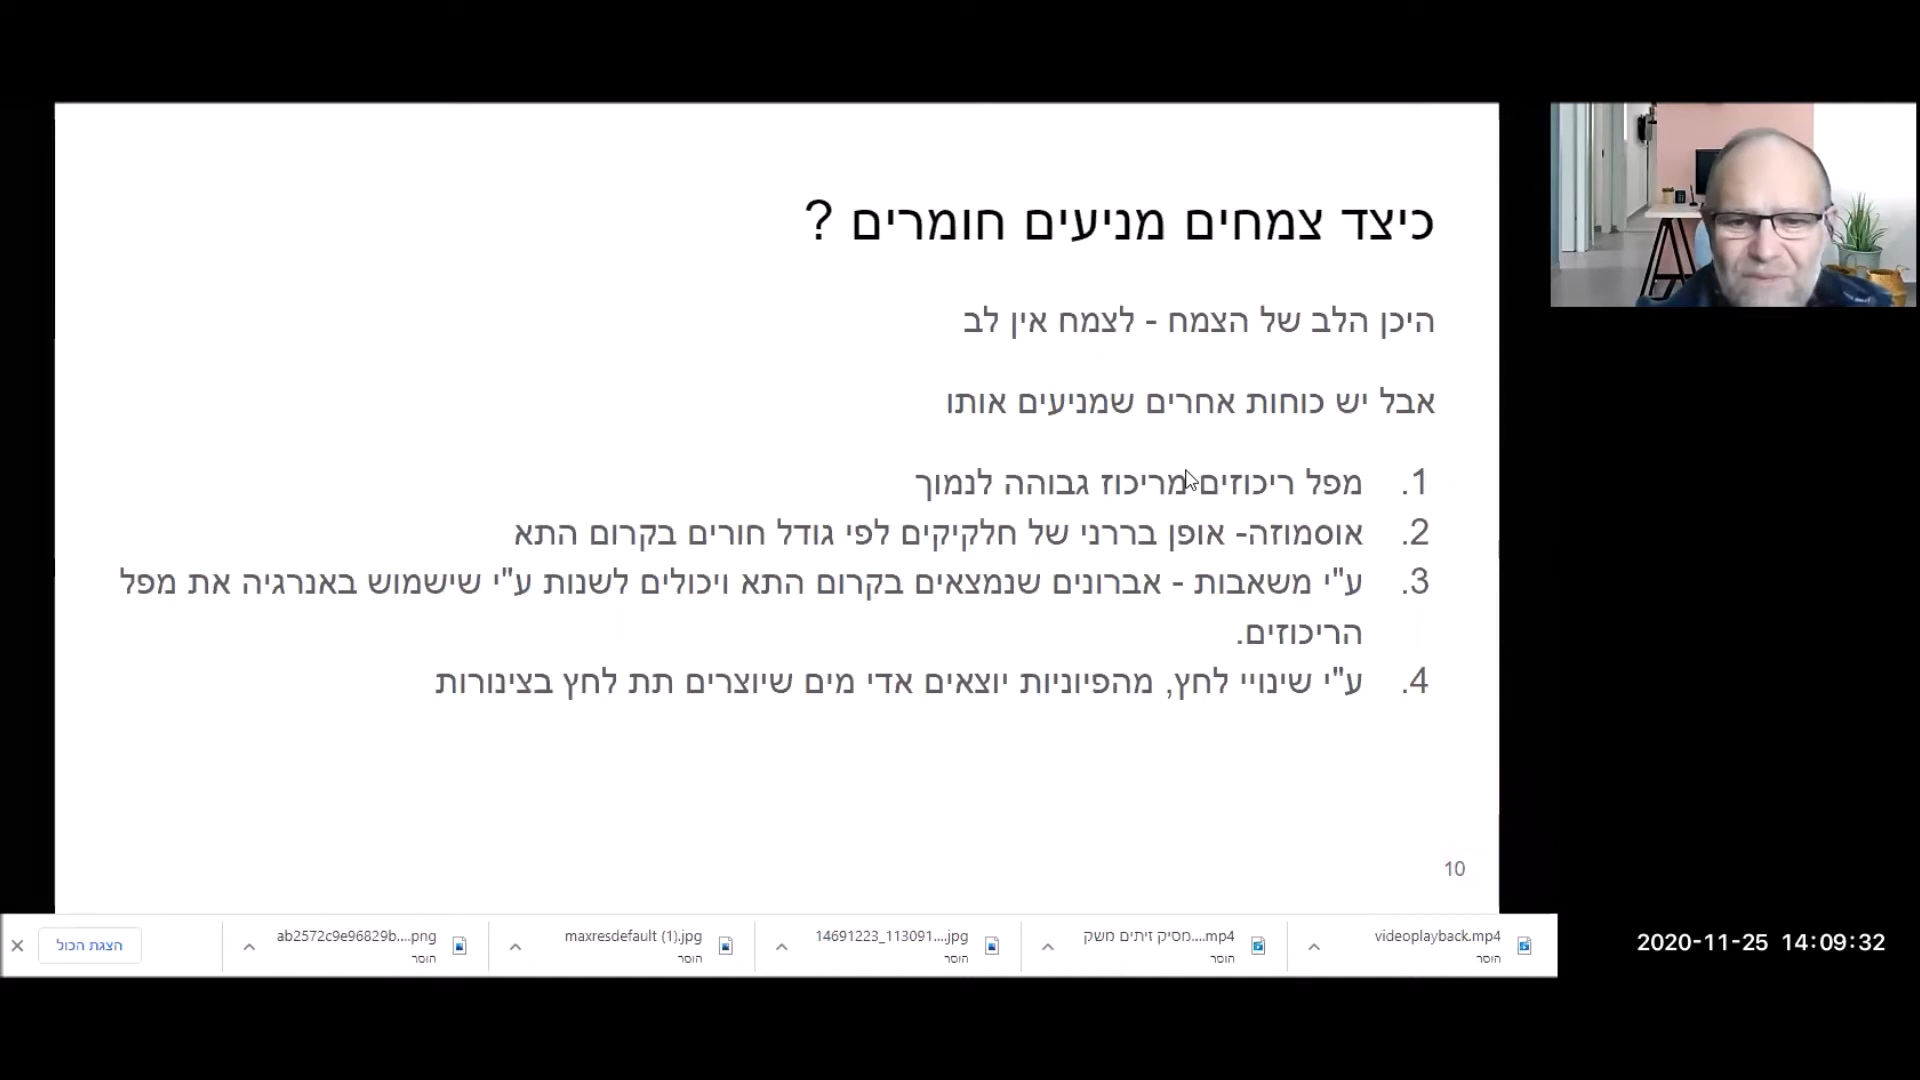 כיצד צמחים מניעים חומרים ?
היכן הלב של הצמח - לצמח אין לב
אבל יש כוחות אחרים שמניעים אותו
1. מפל ריכוזים מריכוז גבוהה לנמוך
2. אוסמוזה- אופן בררני של חלקיקים לפי גודל חורים בקרום התא
3. ע"י משאבות - אברונים שנמצאים בקרום התא ויכולים לשנות ע"י שישמוש באנרגיה את מפל
הריכוזים.
4. ע"י שינויי לחץ, מהפיוניות יוצאים אדי מים שיוצרים תת לחץ בצינורות
10
videoplayback.mp4
הוסר
מסיק זיתים משק....mp4
הוסר
14691223_113091....jpg
הוסר
maxresdefault (1).jpg
הוסר
ab2572c9e96829b....png
הוסר
הצגת הכול
2020-11-25 14:09:32